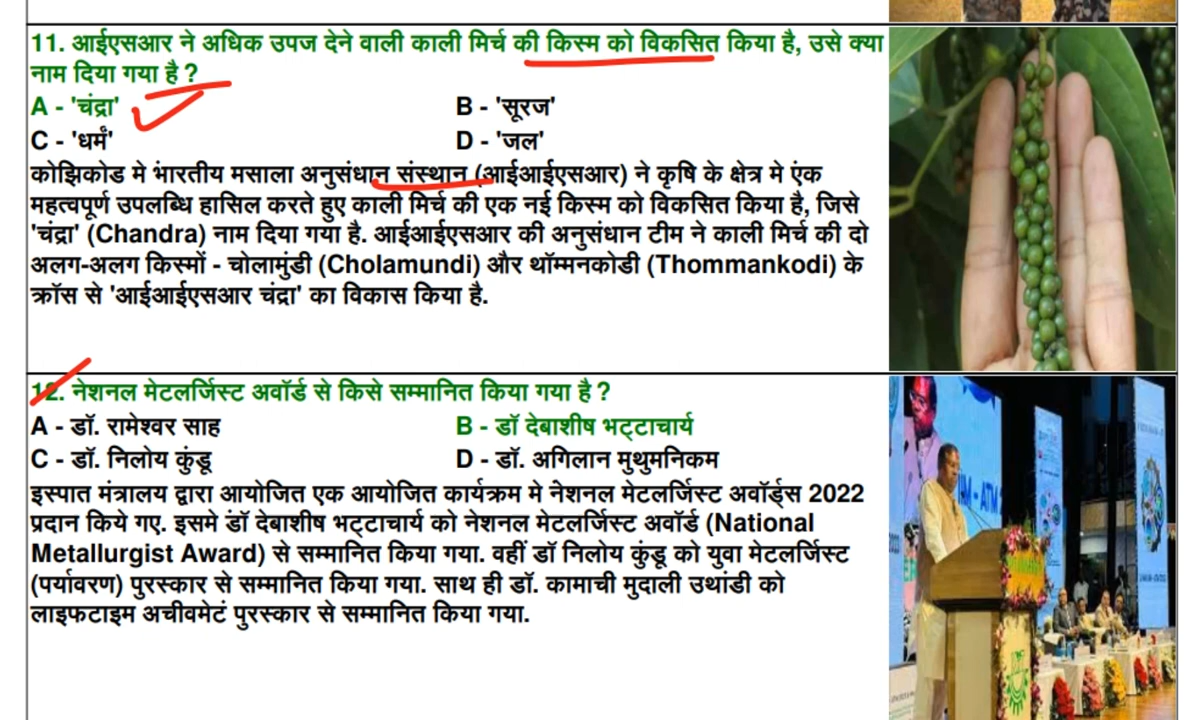 11. आईएसआर ने अधिक उपज देने वाली काली मिर्च की किस्म को विकसित किया है, उसे क्या
नाम दिया गया है ?
A - 'चंद्रा'
B - 'सूरज'
C - 'धर्मं'
D - 'जल'
कोझिकोड मे भंारतीय मसाला अनुसंधान संस्थान (आईआईएसआर) ने कृषि के क्षेत्र मे एंक
महत्वपूर्ण उपलब्धि हासिल करते हुए काली मिर्च की एक नई किस्म को विकसित किया है, जिसे
'चंद्रा' (Chandra) नाम दिया गया है. आईआईएसआर की अनुसंधान टीम ने काली मिर्च की दो
अलग-अलग किस्मों - चोलामुंडी (Cholamundi) और थॉम्मनकोडी (Thommankodi) के
क्रॉस से 'आईआईएसआर चंद्रा' का विकास किया है.
12. नेशनल मेटलर्जिस्ट अवॉर्ड से किसे सम्मानित किया गया है ?
A - डॉ. रामेश्वर साह
B - डॉ देबाशीष भट्टाचार्य
C - डॉ. निलोय कुंडू
D - डॉ. अगिलान मुथुमनिकम
इस्पात मंत्रालय द्वारा आयोजित एक आयोजित कार्यक्रम मे नेशनल मेटलर्जिस्ट अवॉर्ड्स 2022
प्रदान किये गए. इसमे डंॉ देबाशीष भट्टाचार्य को नेशनल मेटलर्जिस्ट अवॉर्ड (National
Metallurgist Award) से सम्मानित किया गया. वहीं डॉ निलोय कुंडू को युवा मेटलर्जिस्ट
(पर्यावरण) पुरस्कार से सम्मानित किया गया. साथ ही डॉ. कामाची मुदाली उथांडी को
लाइफटाइम अचीवमेटं पुरस्कार से सम्मानित किया गया.